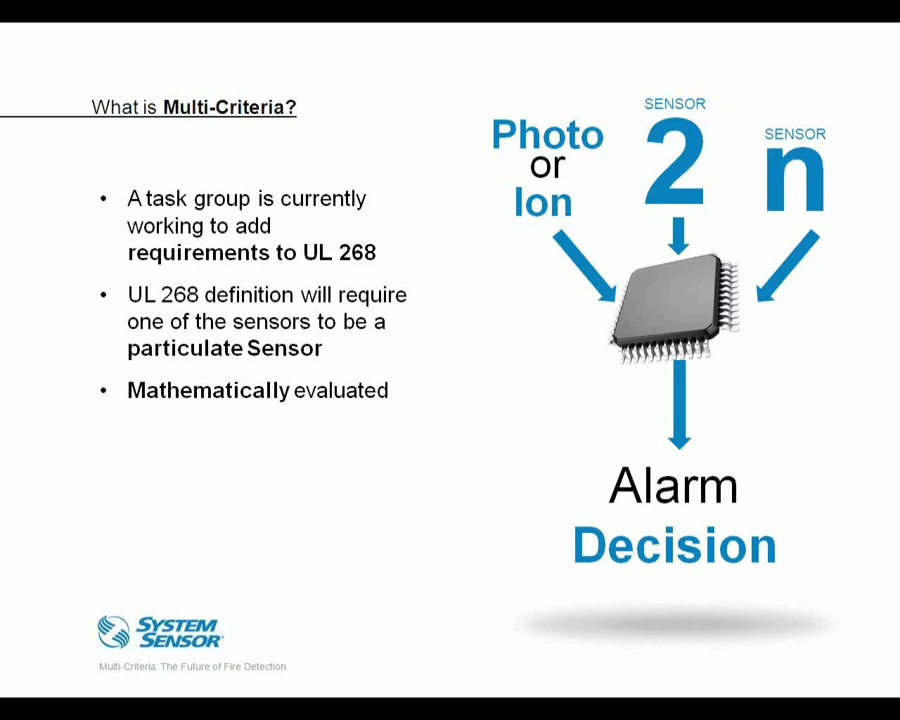 What is Multi-Criteria?
• A task group is currently
working to add
requirements to UL 268
• UL 268 definition will require
one of the sensors to be a
particulate Sensor
• Mathematically evaluated
Photo
or
Ion
SENSOR
2
SENSOR
n
Alarm
Decision
SYSTEM
SENSOR
Multi-Criteria: The Future of Fire Detection